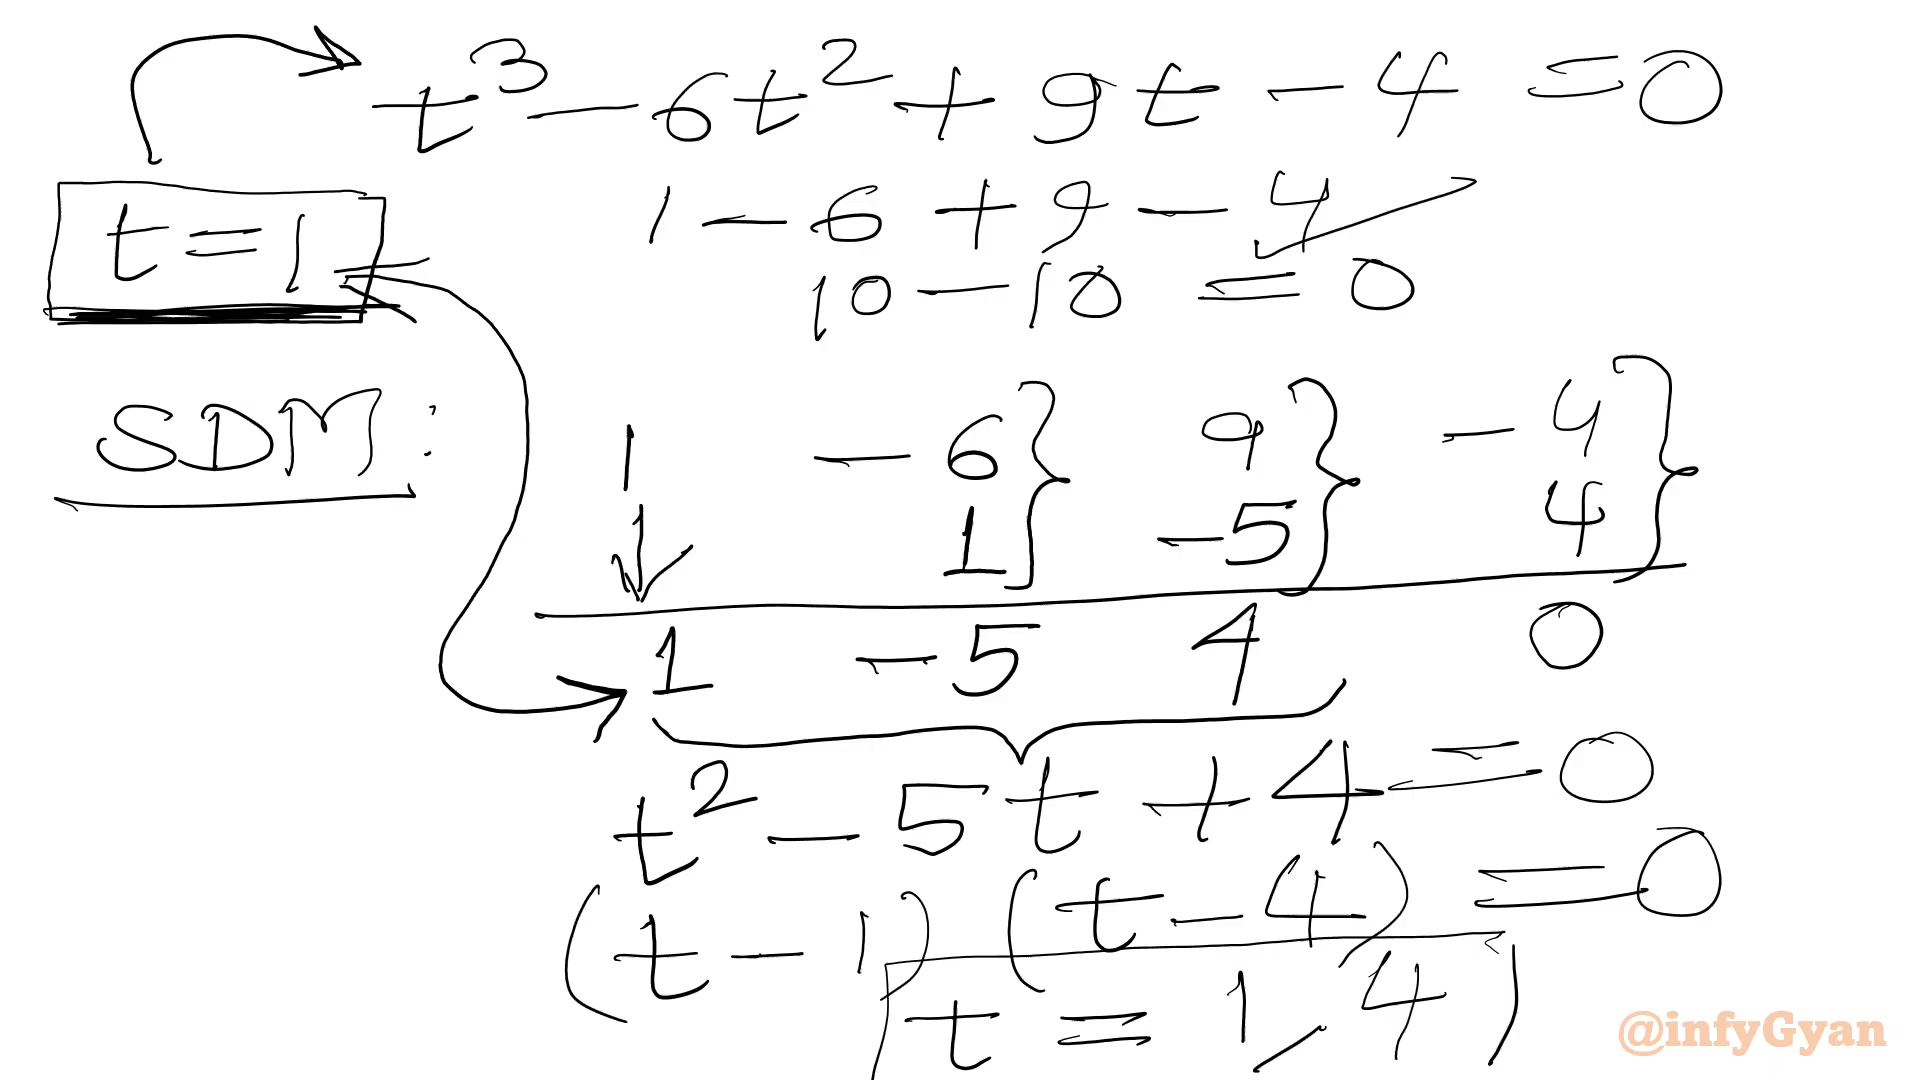 t³ - 6t² + 9t - 4 = 0
t = 1
1 - 6 + 9 - 4
10 - 10 = 0
SDM:
1 - 6 } 9 } - 4 }
1 - 5 4
1 - 5 4 0
t² - 5t + 4 = 0
(t - 1) (t - 4) = 0
t = 1, 4
@infyGyan